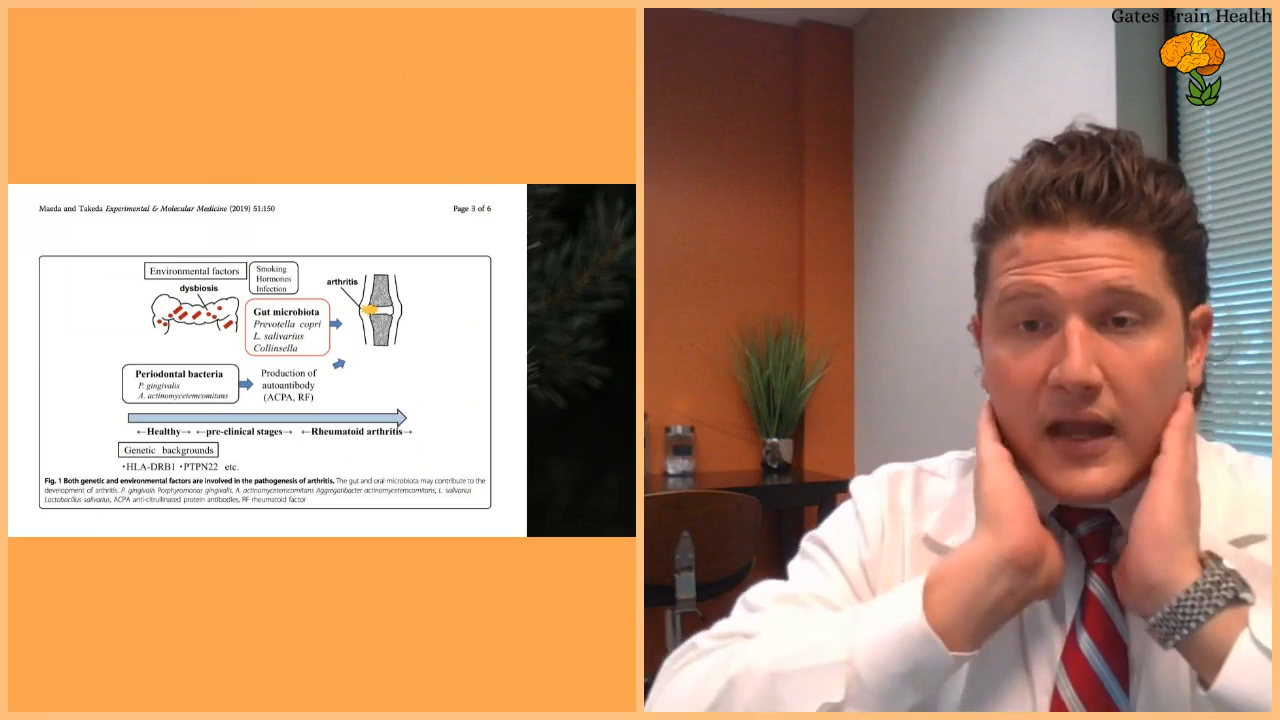 Gates Brain Health
Maeda and Takeda Experimental & Molecular Medicine (2019) 51:150
Page 3 of 6
Environmental factors
Smoking
Hormones
Infection
dysbiosis
arthritis
Gut microbiota
Prevotella copri
L. salivarius
Collinsella
Periodontal bacteria
P. gingivalis
A. actinomycetemcomitans
Production of
autoantibody
(ACPA, RF)
←Healthy→ ←pre-clinical stages→ ←Rheumatoid arthritis→
Genetic backgrounds
・HLA-DRB1 ・PTPN22 etc.
Fig. 1 Both genetic and environmental factors are involved in the pathogenesis of arthritis. The gut and oral microbiota may contribute to the
development of arthritis. P. gingivalis Porphyromonas gingivalis, A. actinomycetemcomitans Aggregatibacter actinomycetemcomitans, L. salivarius
Lactobacillus salivarius, ACPA anti-citrullinated protein antibodies, RF rheumatoid factor